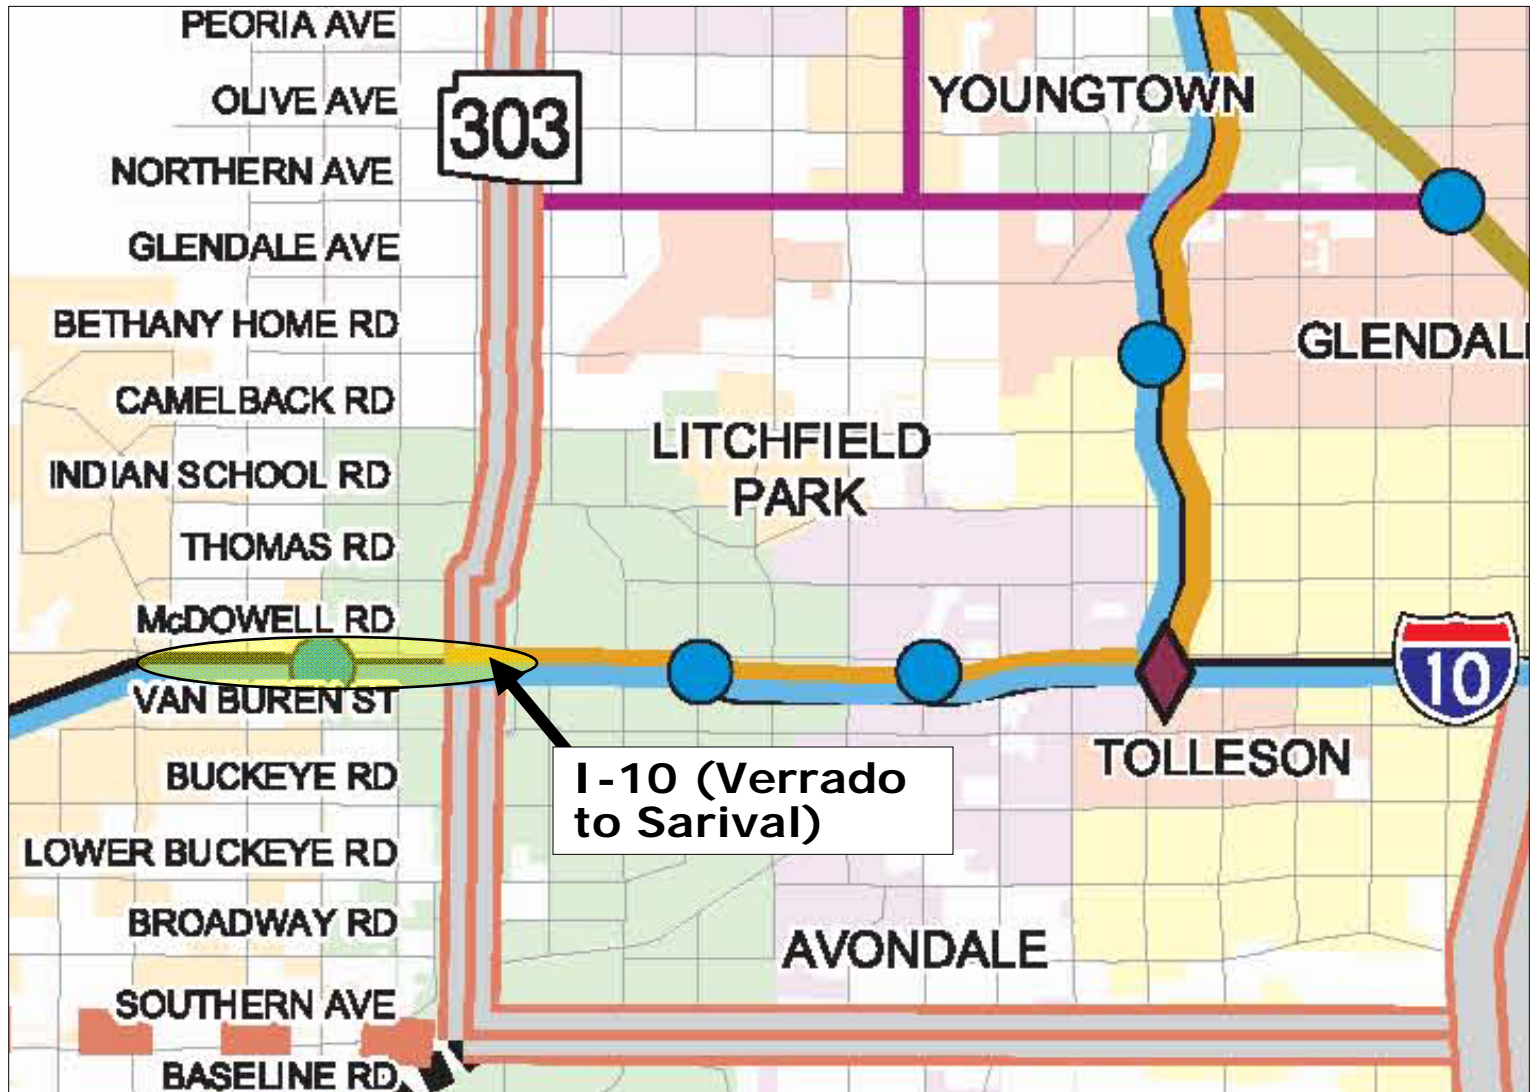 PEORIA AVE
OLIVE AVE
303
YOUNGTOWN
NORTHERN AVE
GLENDALE AVE
BETHANY HOME RD
GLENDAL
CAMELBACK RD
LITCHFIELD
PARK
INDIAN SCHOOL RD
THOMAS RD
McDOWELL RD
10
VAN BUREN ST
TOLLESON
BUCKEYE RD
I-10 (Verrado
to Sarival)
LOWER BUCKEYE RD
BROADWAY RD
AVONDALE
SOUTHERN AVE
BASELINE RD